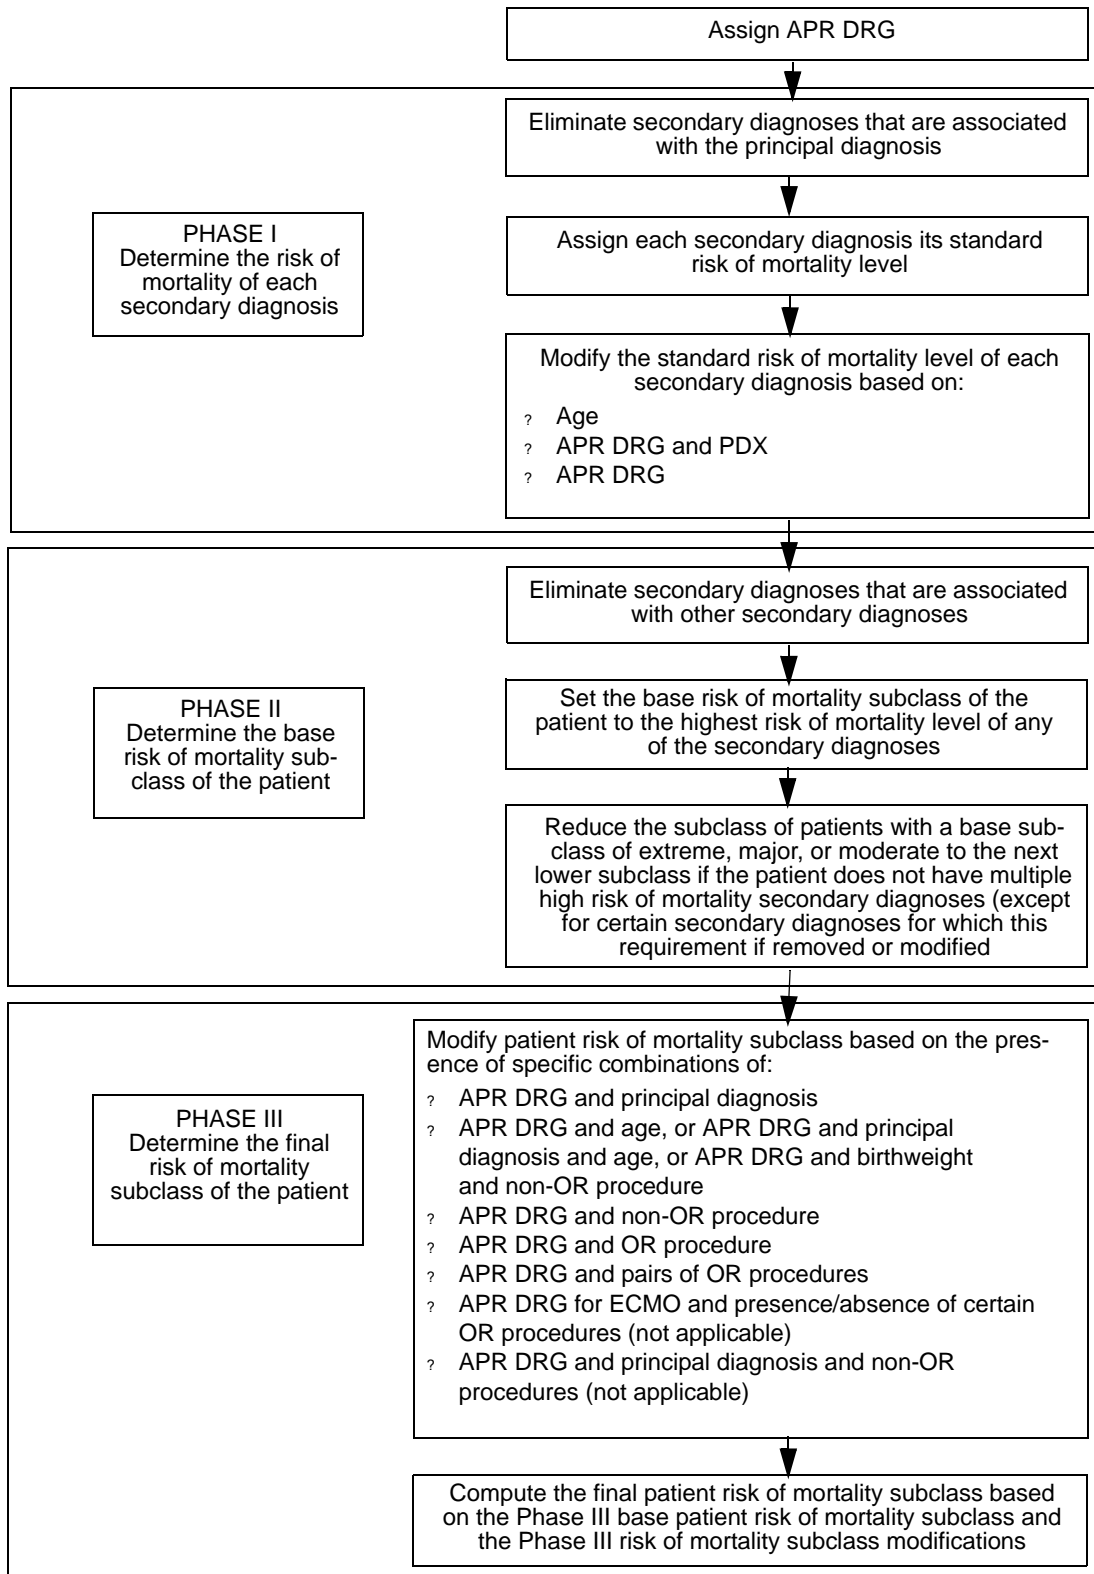 Assign APR DRG
Eliminate secondary diagnoses that are associated
with the principal diagnosis
PHASE I
Determine the risk of
mortality of each
secondary diagnosis
Assign each secondary diagnosis its standard
risk of mortality level
Modify the standard risk of mortality level of each
secondary diagnosis based on:
? Age
? APR DRG and PDX
? APR DRG
Eliminate secondary diagnoses that are associated
with other secondary diagnoses
PHASE II
Determine the base
risk of mortality sub-
class of the patient
Set the base risk of mortality subclass of the
patient to the highest risk of mortality level of any
of the secondary diagnoses
Reduce the subclass of patients with a base sub-
class of extreme, major, or moderate to the next
lower subclass if the patient does not have multiple
high risk of mortality secondary diagnoses (except
for certain secondary diagnoses for which this
requirement if removed or modified
PHASE III
Determine the final
risk of mortality
subclass of the patient
Modify patient risk of mortality subclass based on the pres-
ence of specific combinations of:
? APR DRG and principal diagnosis
? APR DRG and age, or APR DRG and principal
diagnosis and age, or APR DRG and birthweight
and non-OR procedure
? APR DRG and non-OR procedure
? APR DRG and OR procedure
? APR DRG and pairs of OR procedures
? APR DRG for ECMO and presence/absence of certain
OR procedures (not applicable)
? APR DRG and principal diagnosis and non-OR
procedures (not applicable)
Compute the final patient risk of mortality subclass based
on the Phase III base patient risk of mortality subclass and
the Phase III risk of mortality subclass modifications